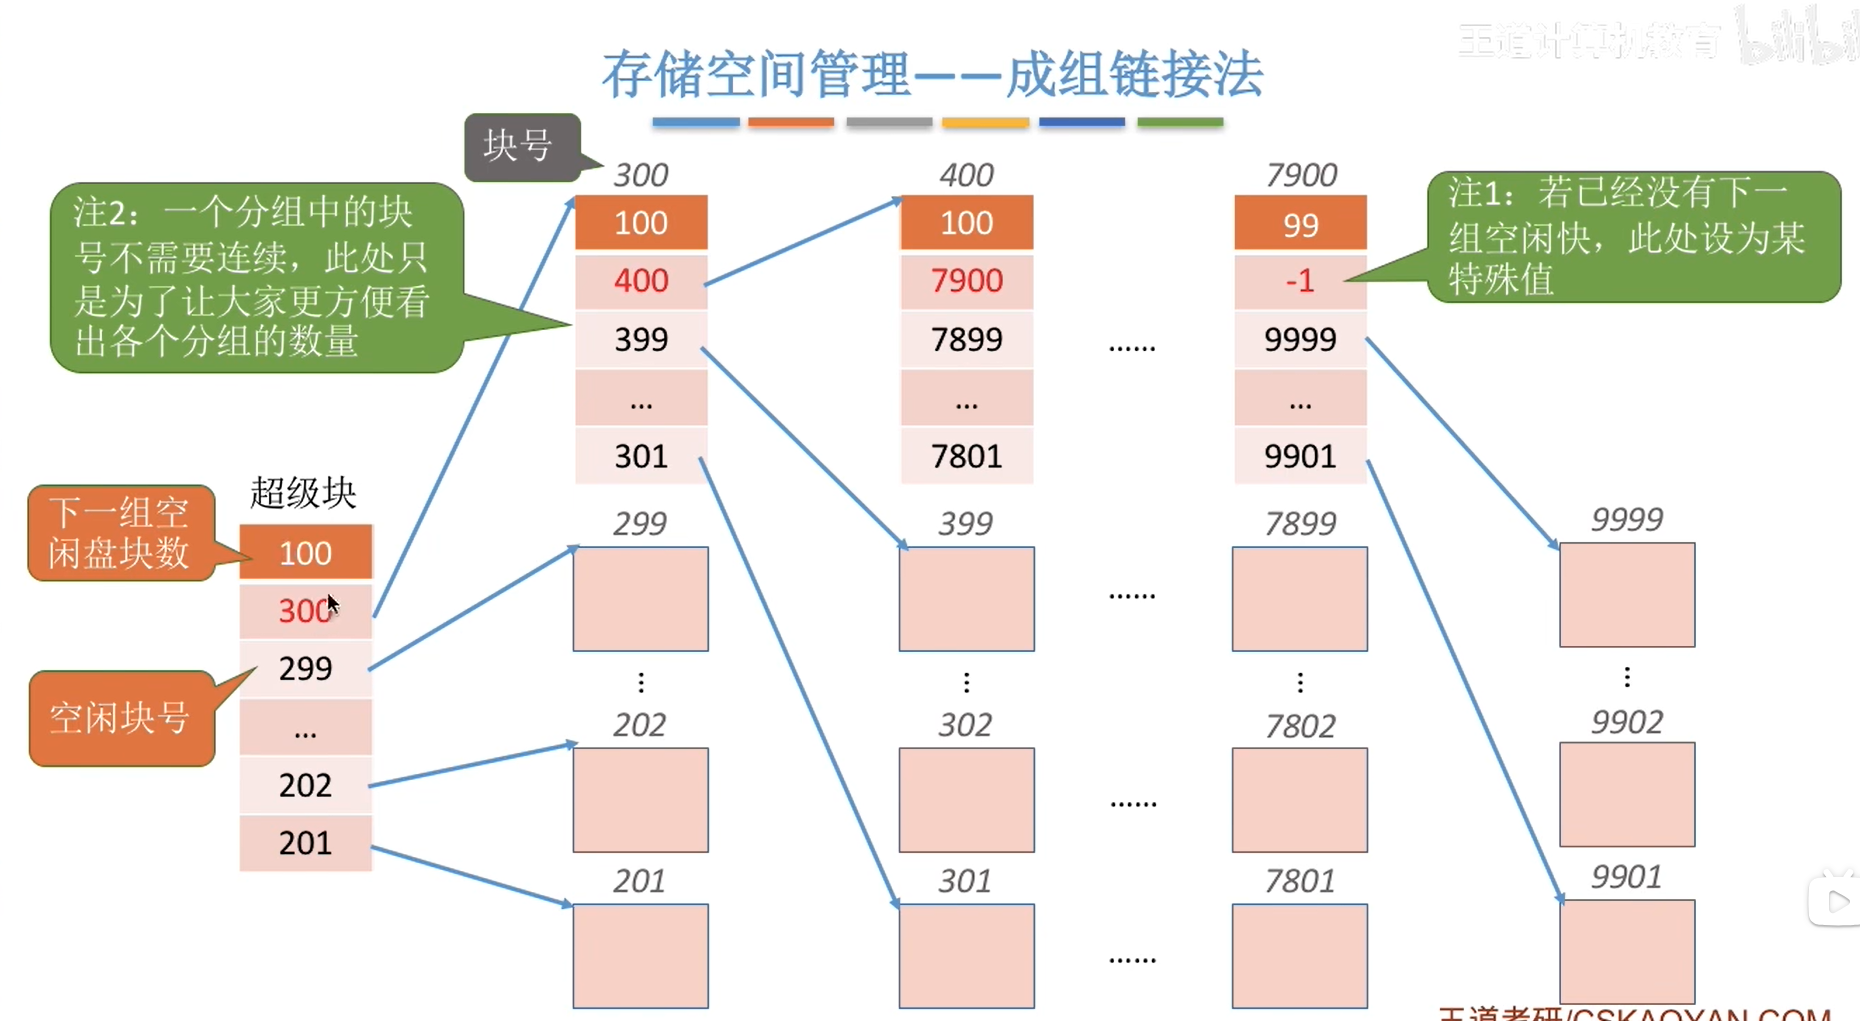 王道计算机教育 bilibili
存储空间管理——成组链接法
块号
300
400
7900
注2：一个分组中的块
号不需要连续，此处只
是为了让大家更方便看
出各个分组的数量
100
400
399
...
301
100
7900
7899
...
7801
......
99
-1
9999
...
9901
注1：若已经没有下一
组空闲快，此处设为某
特殊值
超级块
下一组空
闲盘块数
空闲块号
100
300
299
...
202
201
299
399
7899
9999
......
⋮
⋮
⋮
⋮
202
302
7802
9902
......
201
301
7801
9901
......
王道考研/CSKAOYAN.COM